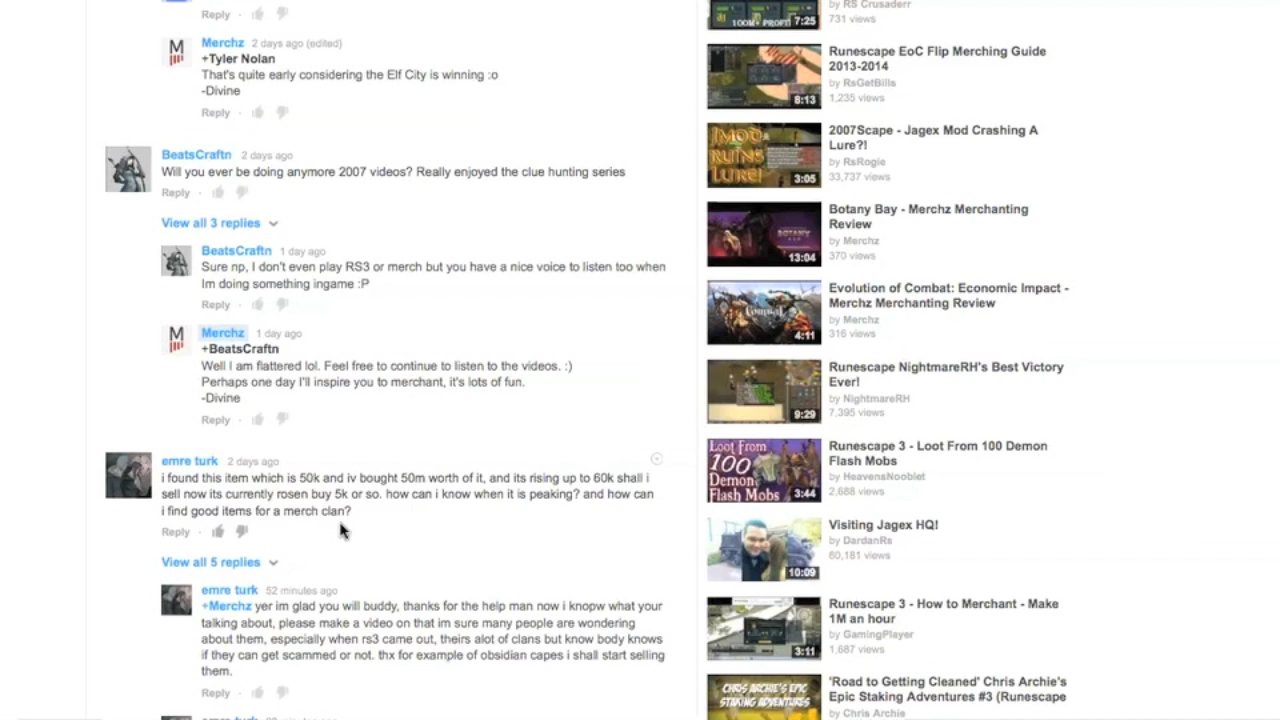 Reply ·
Merchz 2 days ago (edited)
+Tyler Nolan
That's quite early considering the Elf City is winning :o
-Divine
Reply ·
BeatsCraftn 2 days ago
Will you ever be doing anymore 2007 videos? Really enjoyed the clue hunting series
Reply ·
View all 3 replies
BeatsCraftn 1 day ago
Sure np, I don't even play RS3 or merch but you have a nice voice to listen too when
Im doing something ingame :P
Reply ·
Merchz 1 day ago
+BeatsCraftn
Well I am flattered lol. Feel free to continue to listen to the videos. :)
Perhaps one day I'll inspire you to merchant, it's lots of fun.
-Divine
Reply ·
emre turk 2 days ago
i found this item which is 50k and iv bought 50m worth of it, and its rising up to 60k shall i
sell now its currently rosen buy 5k or so. how can i know when it is peaking? and how can
i find good items for a merch clan?
Reply ·
View all 5 replies
emre turk 52 minutes ago
+Merchz yer im glad you will buddy, thanks for the help man now i knopw what your
talking about, please make a video on that im sure many people are wondering
about them, especially when rs3 came out, theirs alot of clans but know body knows
if they can get scammed or not. thx for example of obsidian capes i shall start selling
them.
Reply ·
by RS Crusaderr
731 views
100M+ PROFIT 7:25
Runescape EoC Flip Merching Guide
2013-2014
by RsGetBills
1,235 views
8:13
2007Scape - Jagex Mod Crashing A
Lure?!
by RsRogie
33,737 views
JMOD
RUINS
LURE!
3:05
Botany Bay - Merchz Merchanting
Review
by Merchz
370 views
BOTANY
13:04
Evolution of Combat: Economic Impact -
Merchz Merchanting Review
by Merchz
316 views
4:11
Runescape NightmareRH's Best Victory
Ever!
by NightmareRH
7,395 views
9:29
Runescape 3 - Loot From 100 Demon
Flash Mobs
by HeavensNooblet
2,688 views
Loot From
100
Demon
Flash Mobs
3:44
Visiting Jagex HQ!
by DardanRs
60,181 views
10:09
Runescape 3 - How to Merchant - Make
1M an hour
by GamingPlayer
1,687 views
3:11
'Road to Getting Cleaned' Chris Archie's
Epic Staking Adventures #3 (Runescape
by Chris Archie
CHRIS ARCHIE'S EPIC
STAKING ADVENTURES